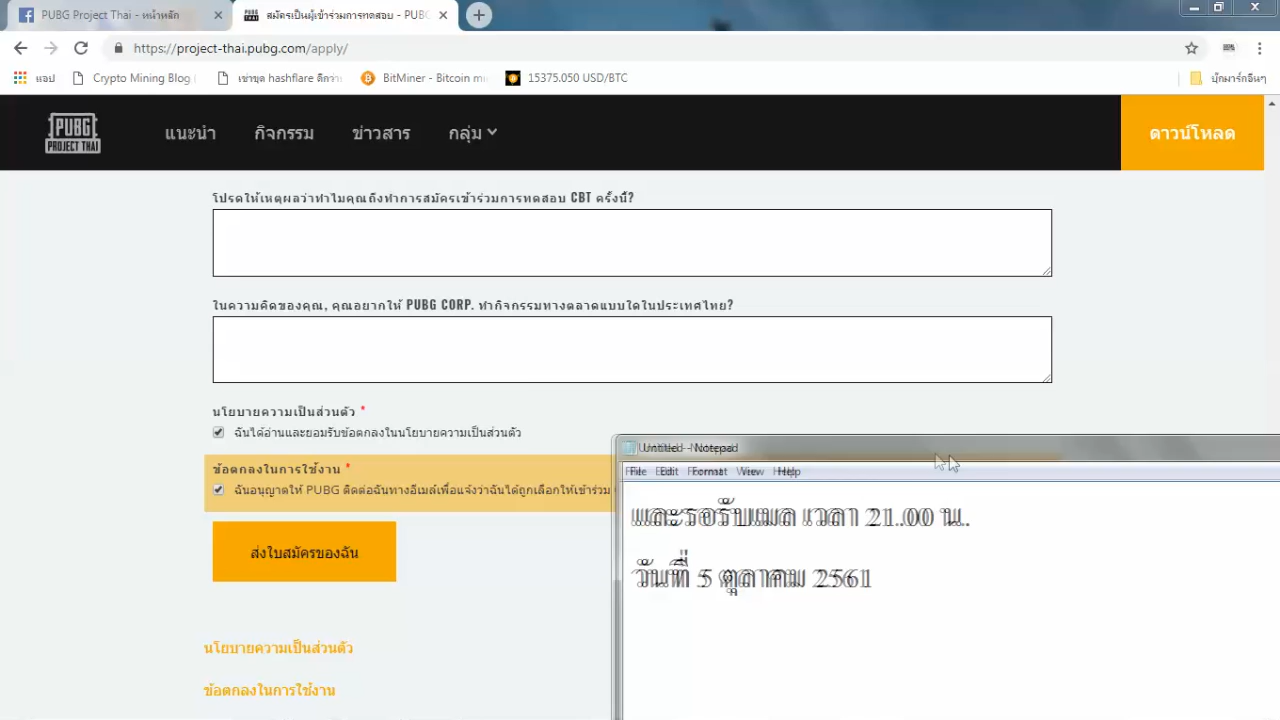 PUBG Project Thai - หน้าหลัก
สมัครเป็นผู้เข้าร่วมการทดสอบ - PUBG
https://project-thai.pubg.com/apply/
แอป
Crypto Mining Blog
เช่าขุด hashflare ดีกว่า
BitMiner - Bitcoin mi
15375.050 USD/BTC
บุ๊กมาร์กอื่นๆ
PUBG
PROJECT THAI
แนะนำ
กิจกรรม
ข่าวสาร
กลุ่ม
ดาวน์โหลด
โปรดให้เหตุผลว่าทำไมคุณถึงทำการสมัครเข้าร่วมการทดสอบ CBT ครั้งนี้?
ในความคิดของคุณ, คุณอยากให้ PUBG CORP. ทำกิจกรรมทางตลาดแบบใดในประเทศไทย?
นโยบายความเป็นส่วนตัว *
ฉันได้อ่านและยอมรับข้อตกลงในนโยบายความเป็นส่วนตัว
ข้อตกลงในการใช้งาน *
ฉันอนุญาตให้ PUBG ติดต่อฉันทางอีเมล์เพื่อแจ้งว่าฉันได้ถูกเลือกให้เข้าร่วม
ส่งใบสมัครของฉัน
นโยบายความเป็นส่วนตัว
ข้อตกลงในการใช้งาน
Untitled - Notepad
File Edit Format View Help
และรอรับเมล เวลา 21.00 น.
วันที่ 5 ตุลาคม 2561